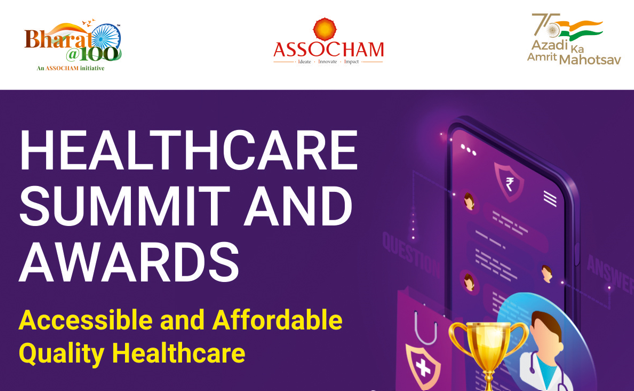 Bharat
@100
An ASSOCHAM initiative
ASSOCHAM
Educate - Innovate - Impact
75
Azadi Ka
Amrit Mahotsav
HEALTHCARE
SUMMIT AND
AWARDS
Accessible and Affordable
Quality Healthcare
₹
QUESTION
ANSWER